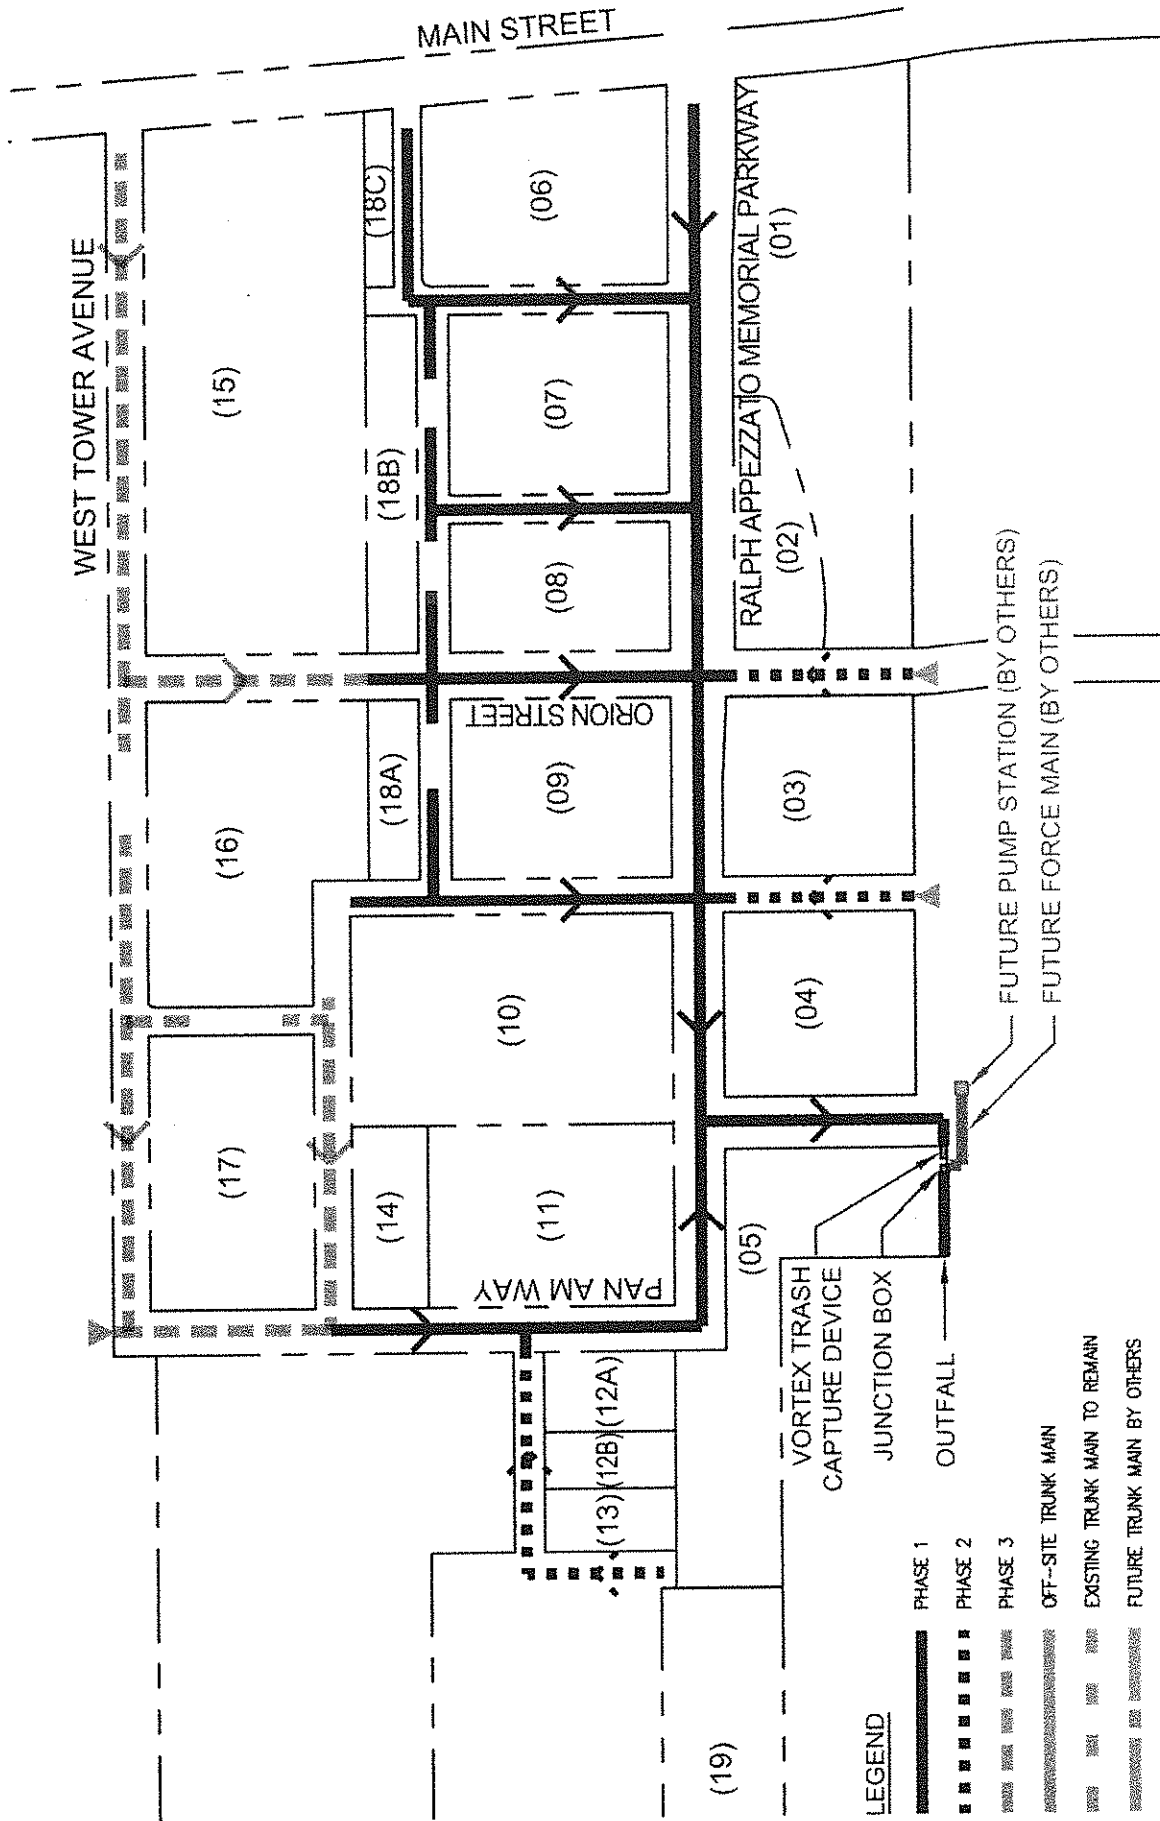 MAIN STREET
WEST TOWER AVENUE
(18C)
(06)
RALPH APPEZZATO MEMORIAL PARKWAY
(01)
(15)
(18B)
(07)
(08)
(02)
ORION STREET
(16)
(18A)
(09)
(03)
FUTURE PUMP STATION (BY OTHERS)
FUTURE FORCE MAIN (BY OTHERS)
(10)
(04)
(17)
(14)
(11)
PAN AM WAY
(05)
(12A)
(12B)
(13)
VORTEX TRASH
CAPTURE DEVICE
JUNCTION BOX
OUTFALL
(19)
LEGEND
PHASE 1
PHASE 2
PHASE 3
OFF-SITE TRUNK MAIN
EXISTING TRUNK MAIN TO REMAIN
FUTURE TRUNK MAIN BY OTHERS